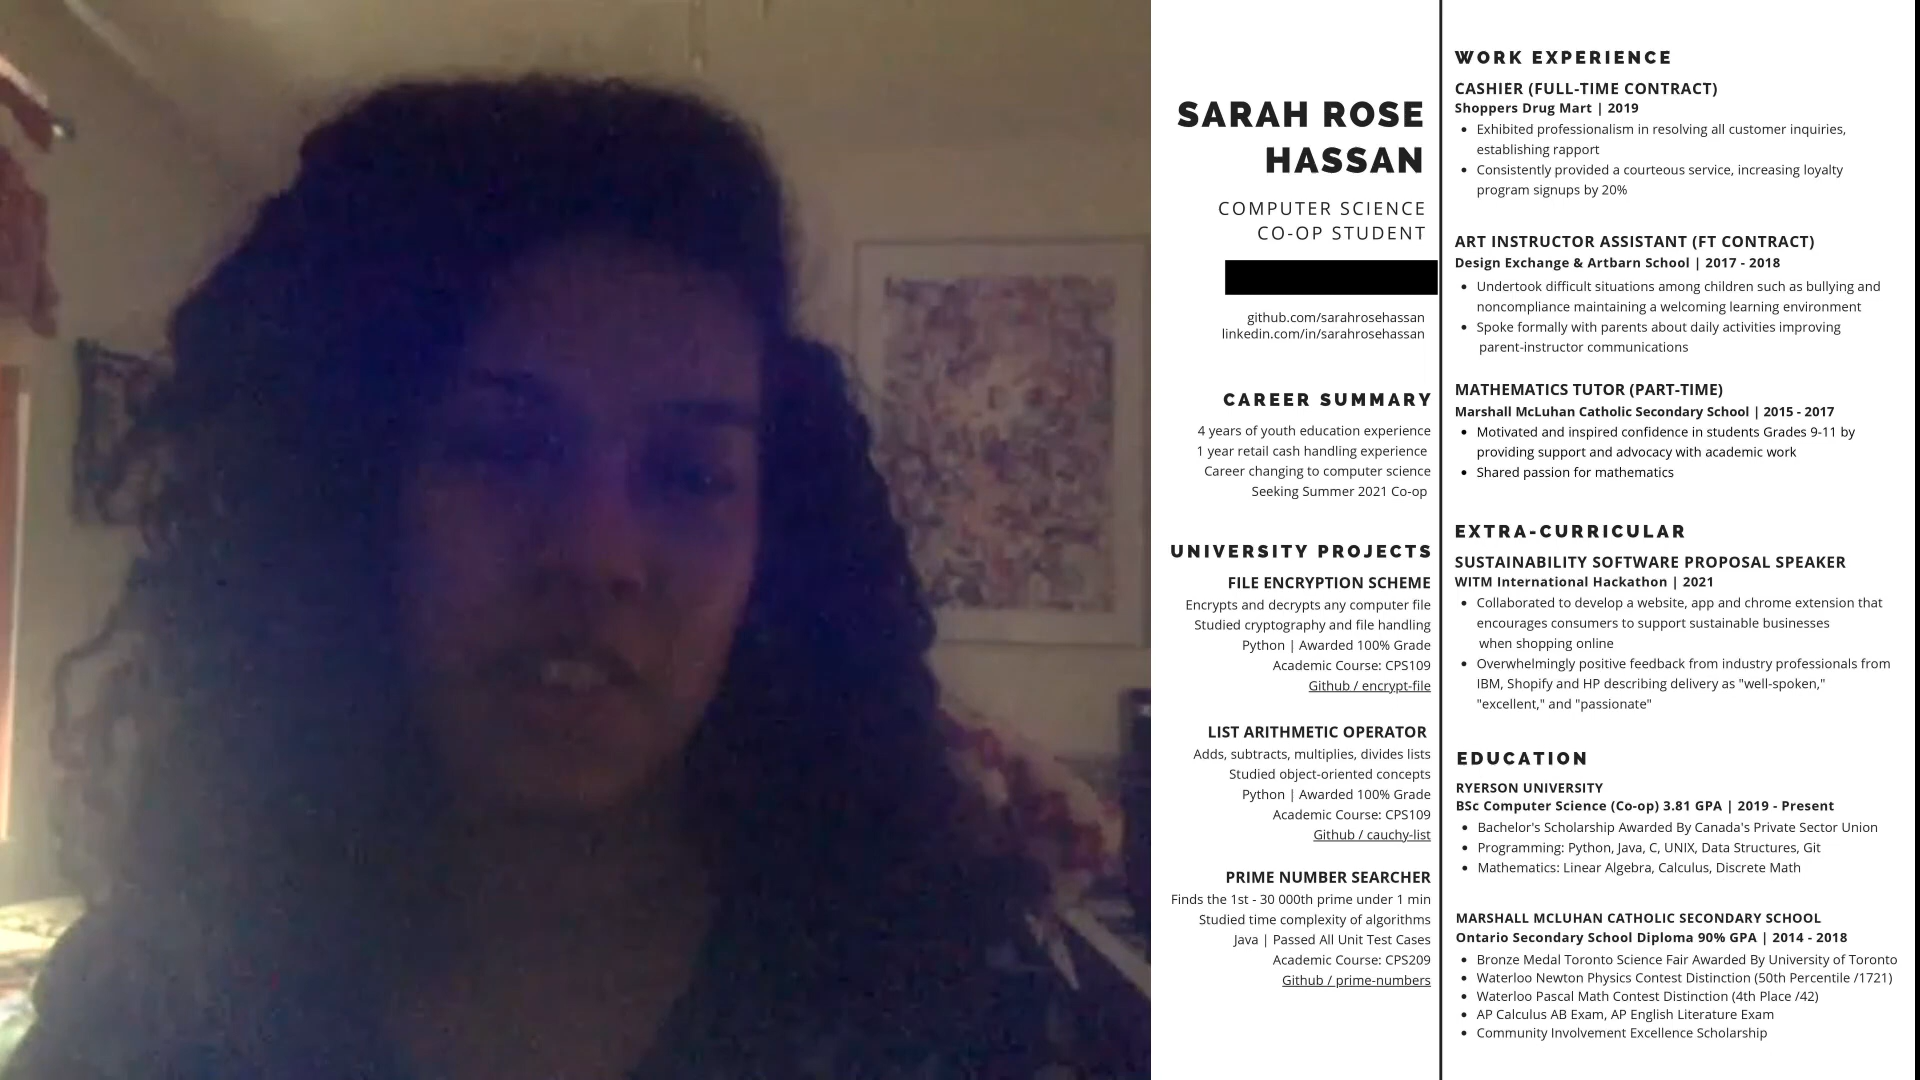 SARAH ROSE
HASSAN
COMPUTER SCIENCE
CO-OP STUDENT
github.com/sarahrosehassan
linkedin.com/in/sarahrosehassan
CAREER SUMMARY
4 years of youth education experience
1 year retail cash handling experience
Career changing to computer science
Seeking Summer 2021 Co-op
UNIVERSITY PROJECTS
FILE ENCRYPTION SCHEME
Encrypts and decrypts any computer file
Studied cryptography and file handling
Python | Awarded 100% Grade
Academic Course: CPS109
Github / encrypt-file
LIST ARITHMETIC OPERATOR
Adds, subtracts, multiplies, divides lists
Studied object-oriented concepts
Python | Awarded 100% Grade
Academic Course: CPS109
Github / cauchy-list
PRIME NUMBER SEARCHER
Finds the 1st - 30 000th prime under 1 min
Studied time complexity of algorithms
Java | Passed All Unit Test Cases
Academic Course: CPS209
Github / prime-numbers
WORK EXPERIENCE
CASHIER (FULL-TIME CONTRACT)
Shoppers Drug Mart | 2019
• Exhibited professionalism in resolving all customer inquiries,
establishing rapport
• Consistently provided a courteous service, increasing loyalty
program signups by 20%
ART INSTRUCTOR ASSISTANT (FT CONTRACT)
Design Exchange & Artbarn School | 2017 - 2018
• Undertook difficult situations among children such as bullying and
noncompliance maintaining a welcoming learning environment
• Spoke formally with parents about daily activities improving
parent-instructor communications
MATHEMATICS TUTOR (PART-TIME)
Marshall McLuhan Catholic Secondary School | 2015 - 2017
• Motivated and inspired confidence in students Grades 9-11 by
providing support and advocacy with academic work
• Shared passion for mathematics
EXTRA-CURRICULAR
SUSTAINABILITY SOFTWARE PROPOSAL SPEAKER
WITM International Hackathon | 2021
• Collaborated to develop a website, app and chrome extension that
encourages consumers to support sustainable businesses
when shopping online
• Overwhelmingly positive feedback from industry professionals from
IBM, Shopify and HP describing delivery as "well-spoken,"
"excellent," and "passionate"
EDUCATION
RYERSON UNIVERSITY
BSc Computer Science (Co-op) 3.81 GPA | 2019 - Present
• Bachelor's Scholarship Awarded By Canada's Private Sector Union
• Programming: Python, Java, C, UNIX, Data Structures, Git
• Mathematics: Linear Algebra, Calculus, Discrete Math
MARSHALL MCLUHAN CATHOLIC SECONDARY SCHOOL
Ontario Secondary School Diploma 90% GPA | 2014 - 2018
• Bronze Medal Toronto Science Fair Awarded By University of Toronto
• Waterloo Newton Physics Contest Distinction (50th Percentile /1721)
• Waterloo Pascal Math Contest Distinction (4th Place /42)
• AP Calculus AB Exam, AP English Literature Exam
• Community Involvement Excellence Scholarship